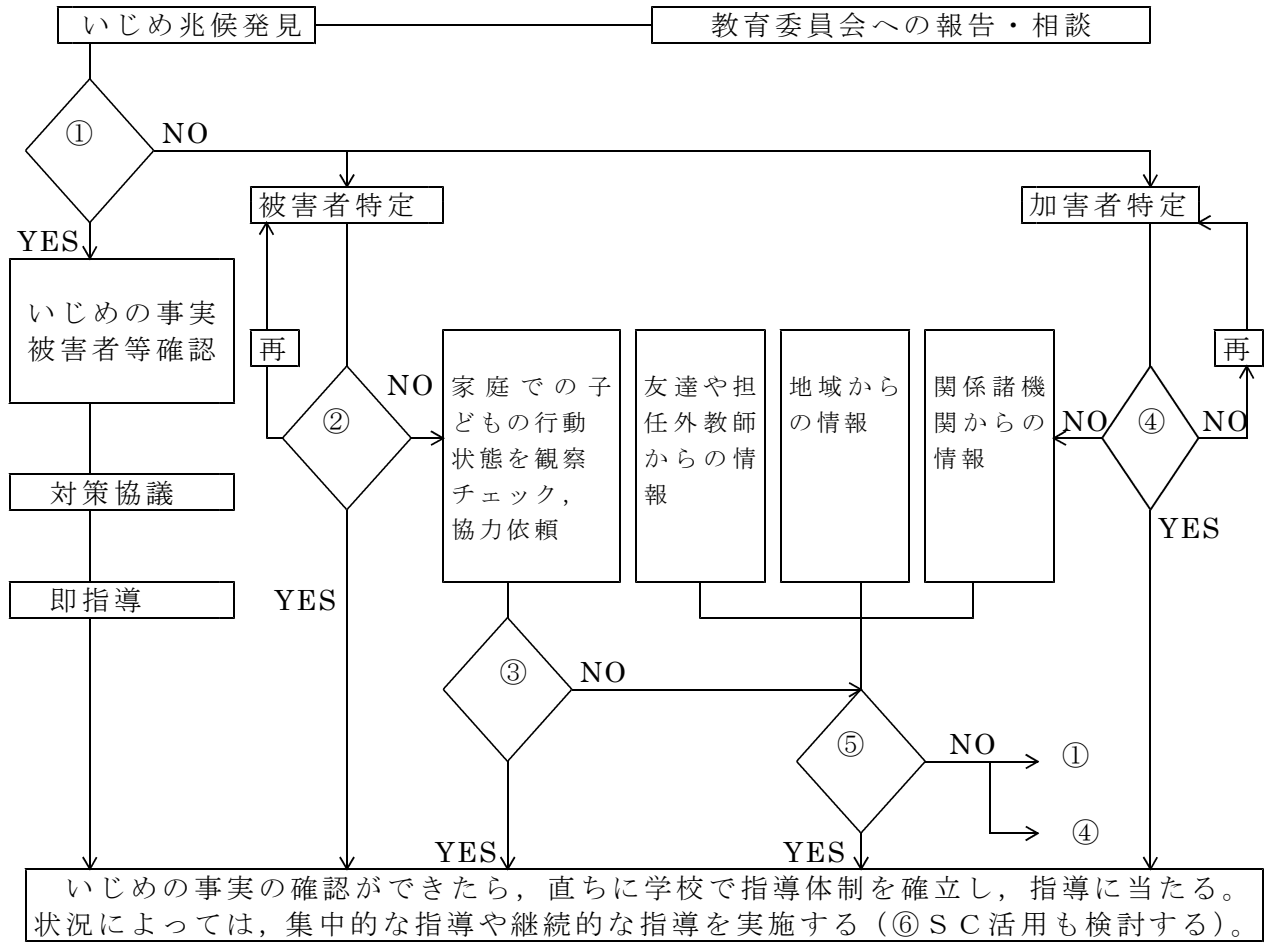 いじめ兆候発見
教育委員会への報告・相談
①
NO
被害者特定
加害者特定
YES
いじめの事実
被害者等確認
再
再
②
NO
家庭での子
どもの行動
状態を観察
チェック，
協力依頼
友達や担
任外教師
からの情
報
地域から
の情報
関係諸機
関からの
情報
NO
④
NO
対策協議
YES
即指導
YES
③
NO
⑤
NO
①
④
YES
YES
いじめの事実の確認ができたら，直ちに学校で指導体制を確立し，指導に当たる。
状況によっては，集中的な指導や継続的な指導を実施する（⑥ＳＣ活用も検討する）。